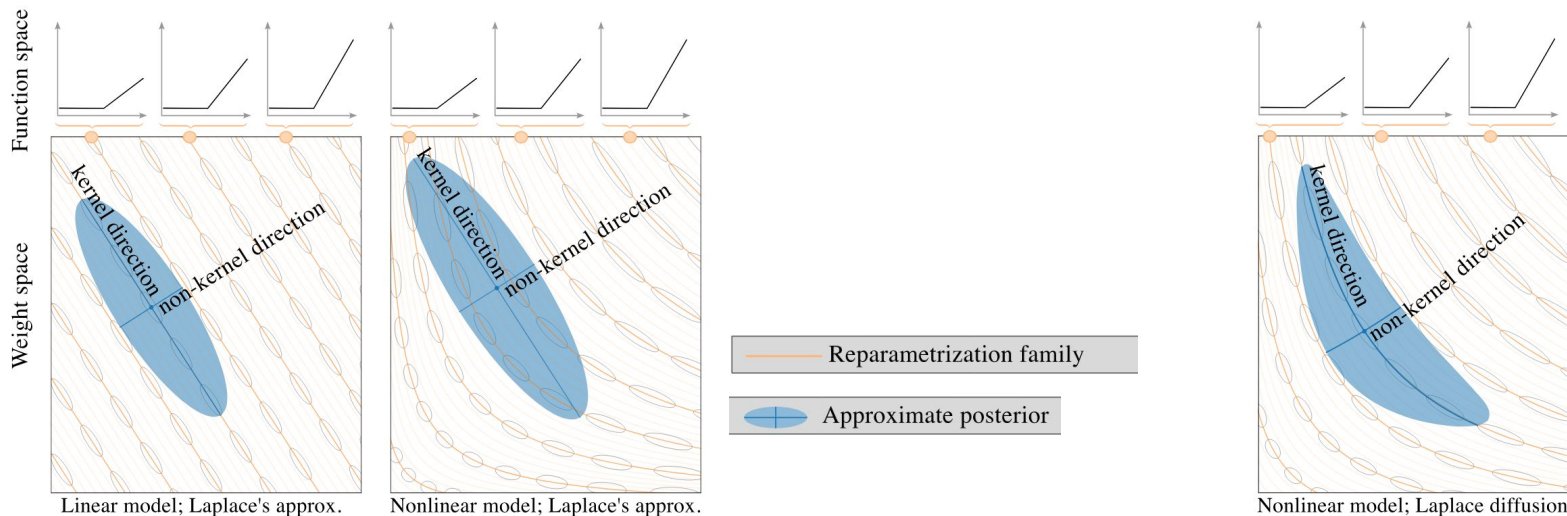 Function space
Weight space
kernel direction
non-kernel direction
Linear model; Laplace's approx.
kernel direction
non-kernel direction
Nonlinear model; Laplace's approx.
Reparametrization family
Approximate posterior
kernel direction
non-kernel direction
Nonlinear model; Laplace diffusion